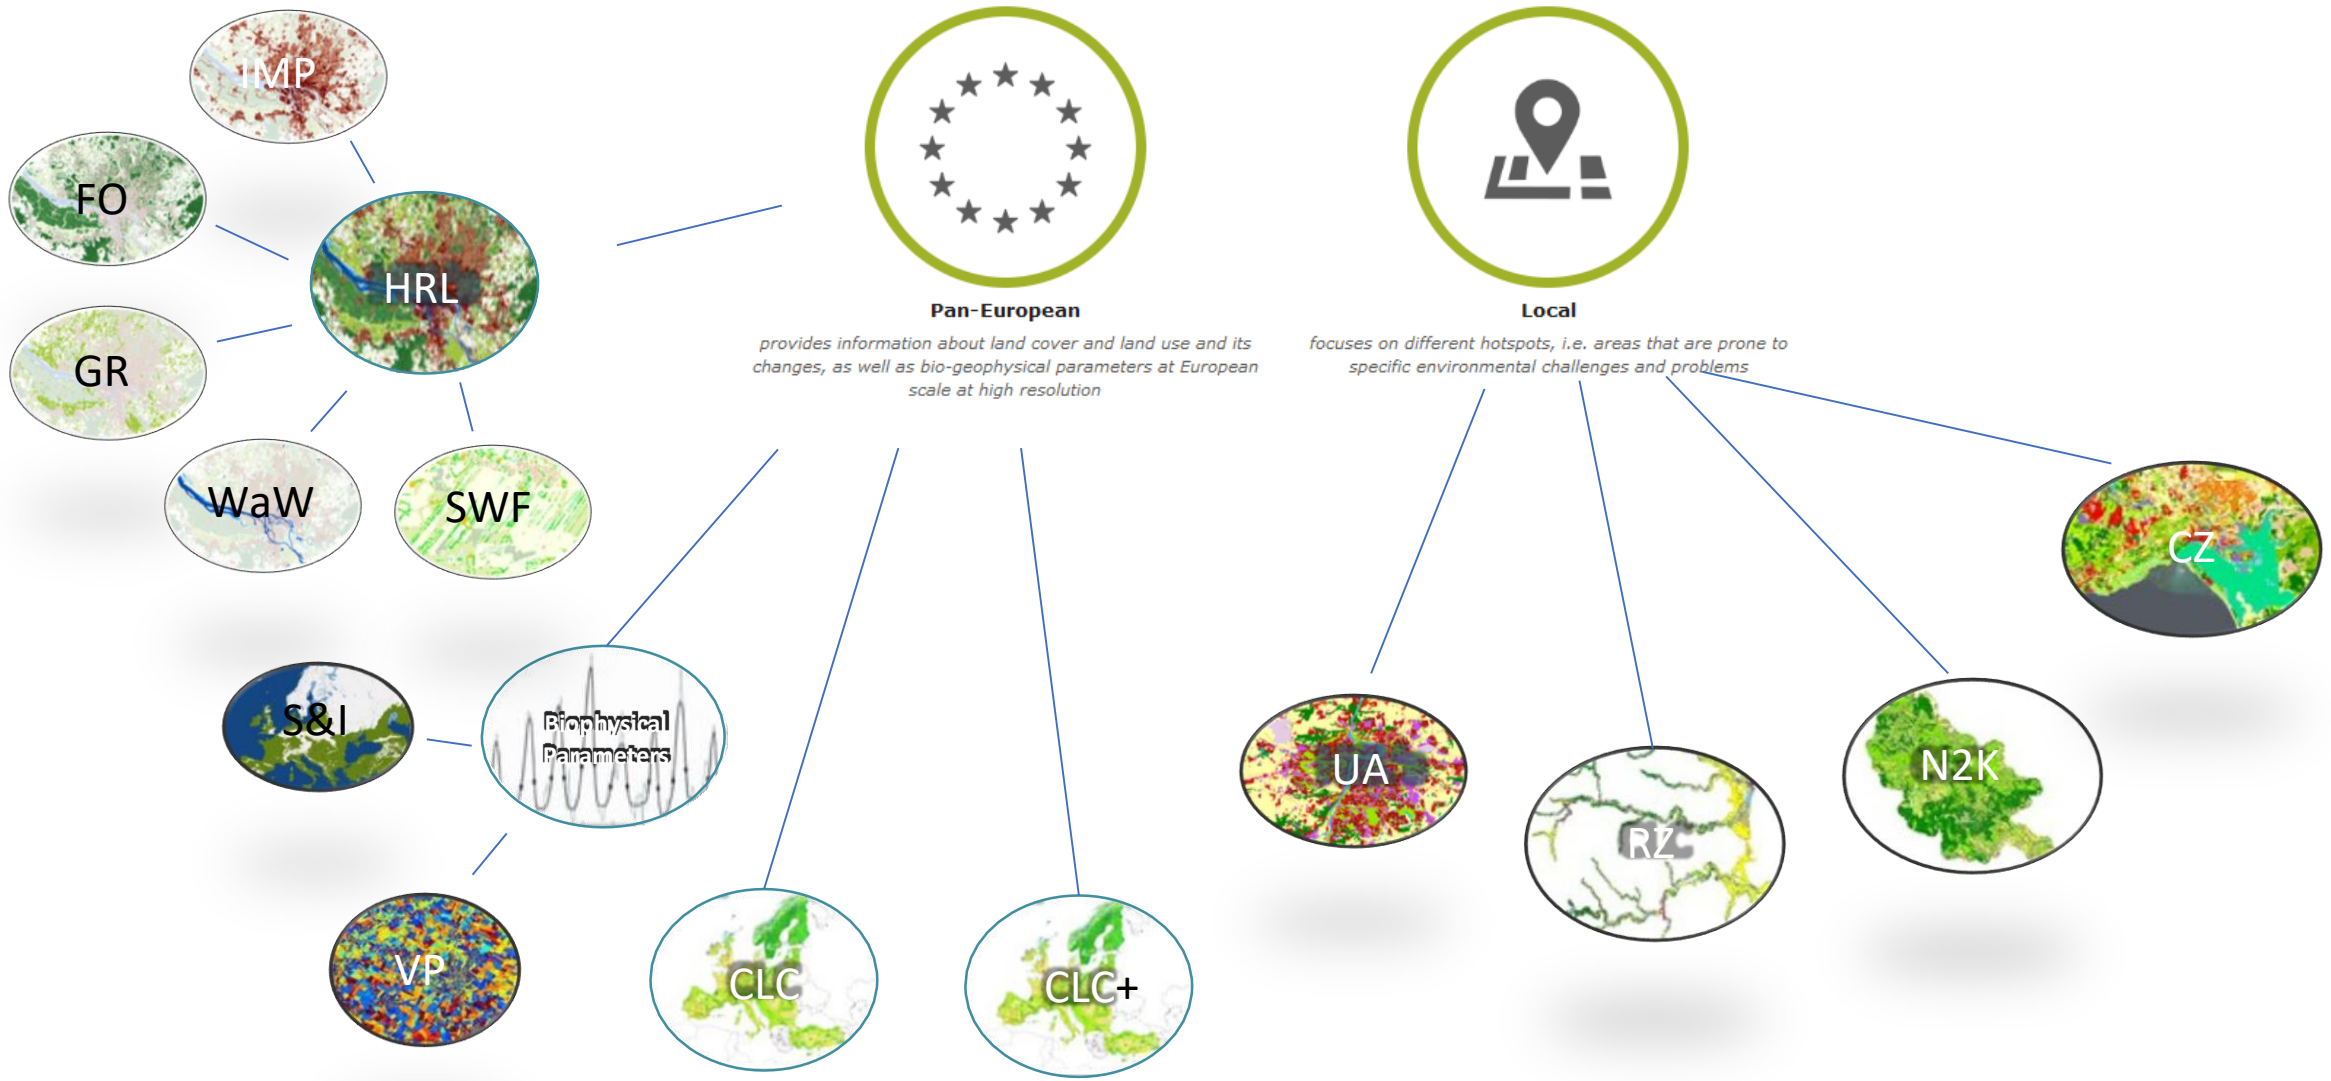 IMP
FO
HRL
GR
WaW
SWF
Pan-European
provides information about land cover and land use and its
changes, as well as bio-geophysical parameters at European
scale at high resolution
Local
focuses on different hotspots, i.e. areas that are prone to
specific environmental challenges and problems
S&I
Biophysical
Parameters
VP
CLC
CLC+
UA
RZ
N2K
CZ